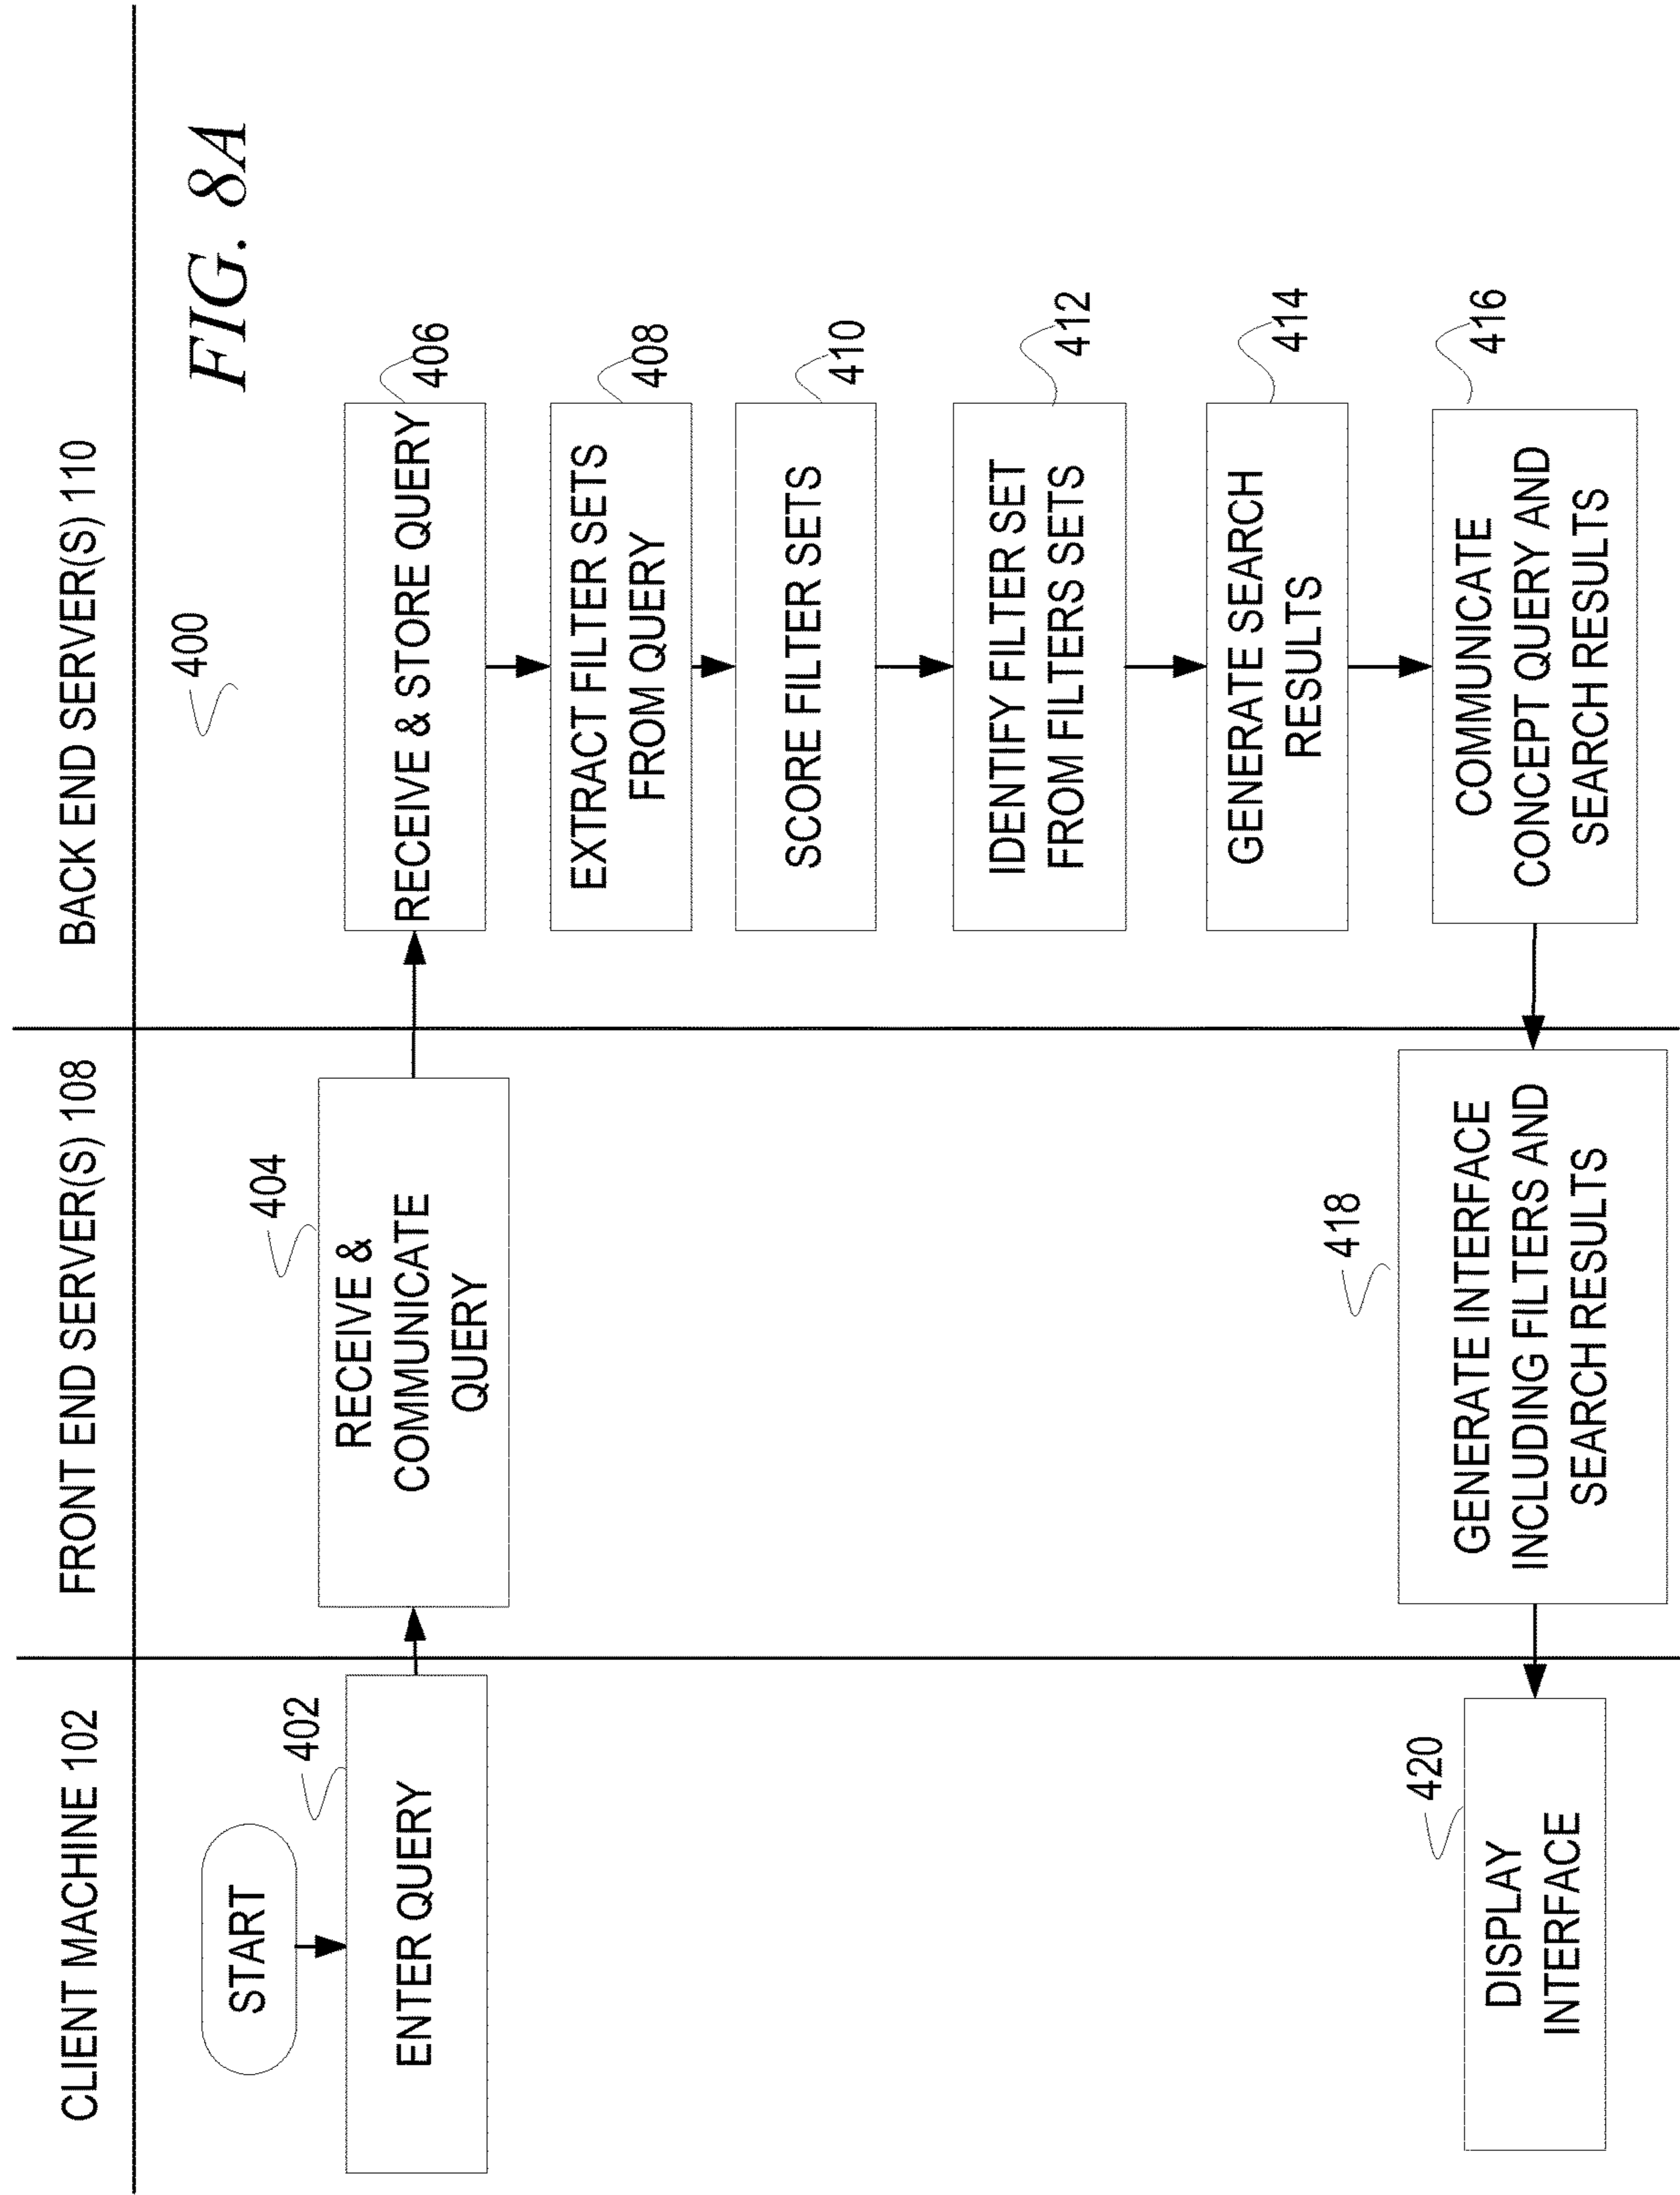 CLIENT MACHINE 102
FRONT END SERVER(S) 108
BACK END SERVER(S) 110
FIG. 8A
400
START
402
ENTER QUERY
404
RECEIVE &
COMMUNICATE
QUERY
406
RECEIVE & STORE QUERY
408
EXTRACT FILTER SETS
FROM QUERY
410
SCORE FILTER SETS
412
IDENTIFY FILTER SET
FROM FILTERS SETS
414
GENERATE SEARCH
RESULTS
416
COMMUNICATE
CONCEPT QUERY AND
SEARCH RESULTS
418
GENERATE INTERFACE
INCLUDING FILTERS AND
SEARCH RESULTS
420
DISPLAY
INTERFACE